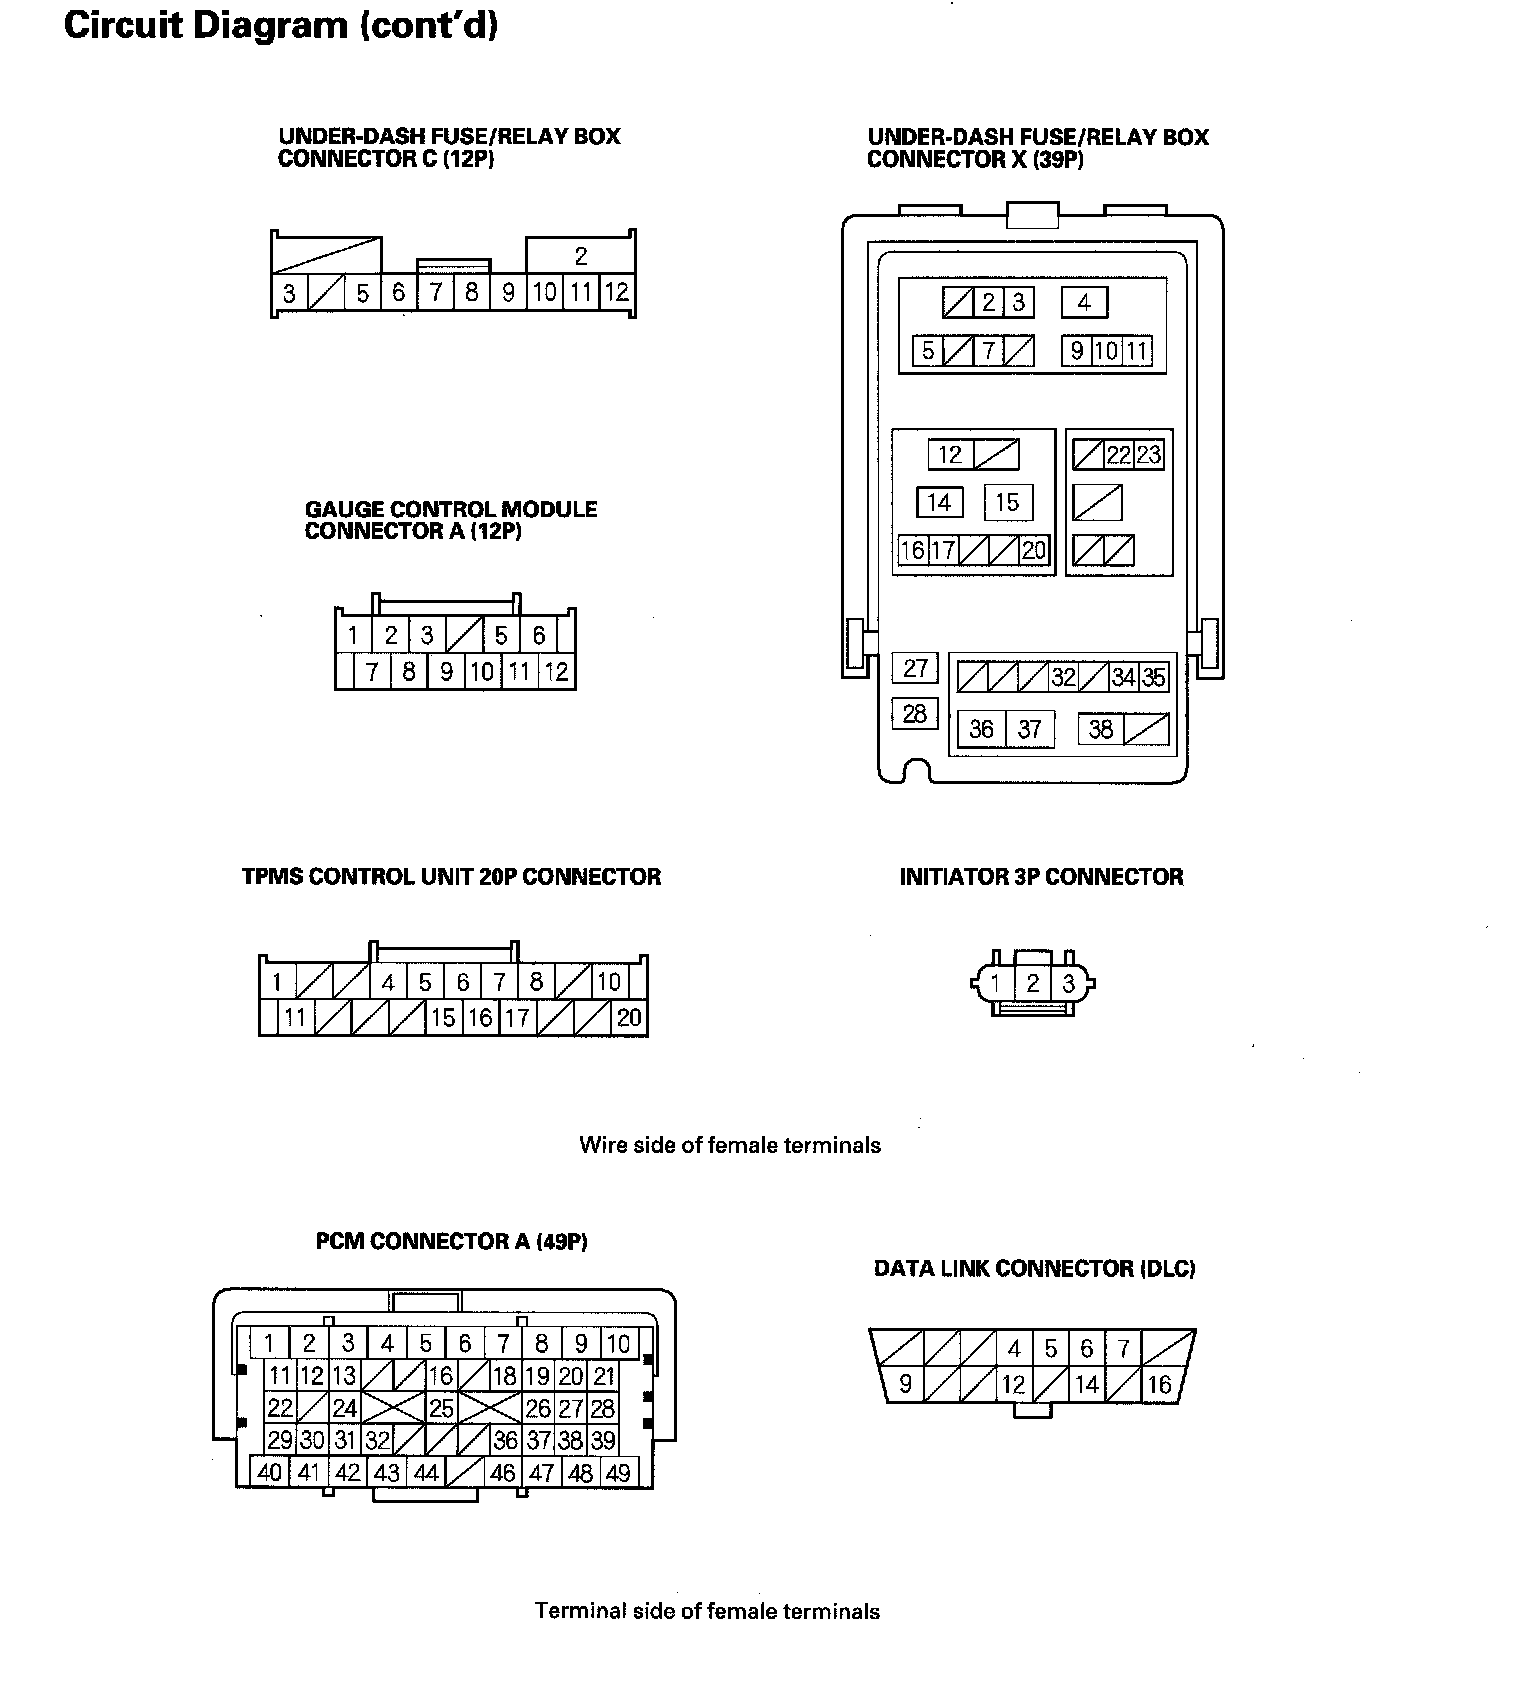 Circuit Diagram (cont'd)
UNDER-DASH FUSE/RELAY BOX
CONNECTOR C (12P)
2
3 5 6 7 8 9 10 11 12
UNDER-DASH FUSE/RELAY BOX
CONNECTOR X (39P)
2 3 4
5 7 9 10 11
12 22 23
14 15
16 17 20
27 32 34 35
28 36 37 38
GAUGE CONTROL MODULE
CONNECTOR A (12P)
1 2 3 5 6
7 8 9 10 11 12
TPMS CONTROL UNIT 20P CONNECTOR
1 4 5 6 7 8 10
11 15 16 17 20
INITIATOR 3P CONNECTOR
1 2 3
Wire side of female terminals
PCM CONNECTOR A (49P)
1 2 3 4 5 6 7 8 9 10
11 12 13 16 18 19 20 21
22 24 25 26 27 28
29 30 31 32 36 37 38 39
40 41 42 43 44 46 47 48 49
DATA LINK CONNECTOR (DLC)
4 5 6 7
9 12 14 16
Terminal side of female terminals